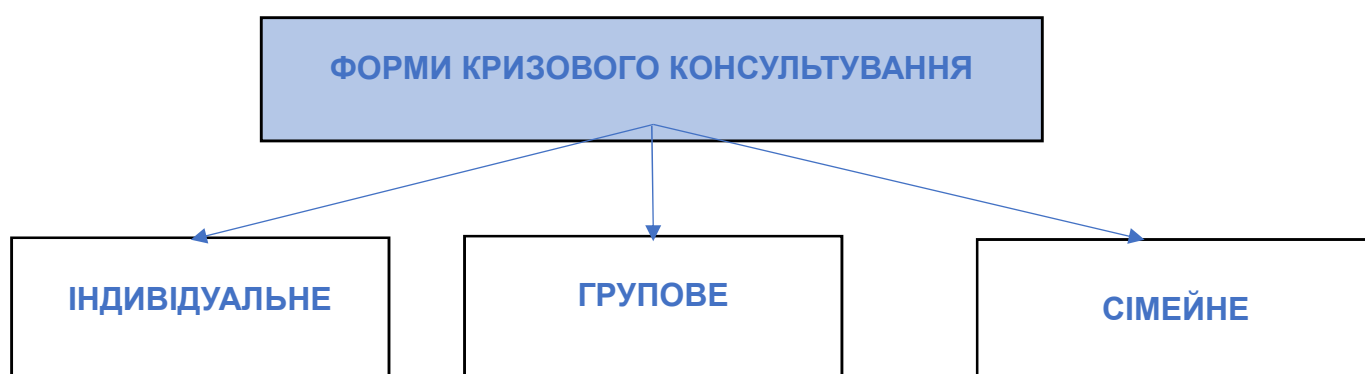 ФОРМИ КРИЗОВОГО КОНСУЛЬТУВАННЯ
ІНДИВІДУАЛЬНЕ
ГРУПОВЕ
СІМЕЙНЕ